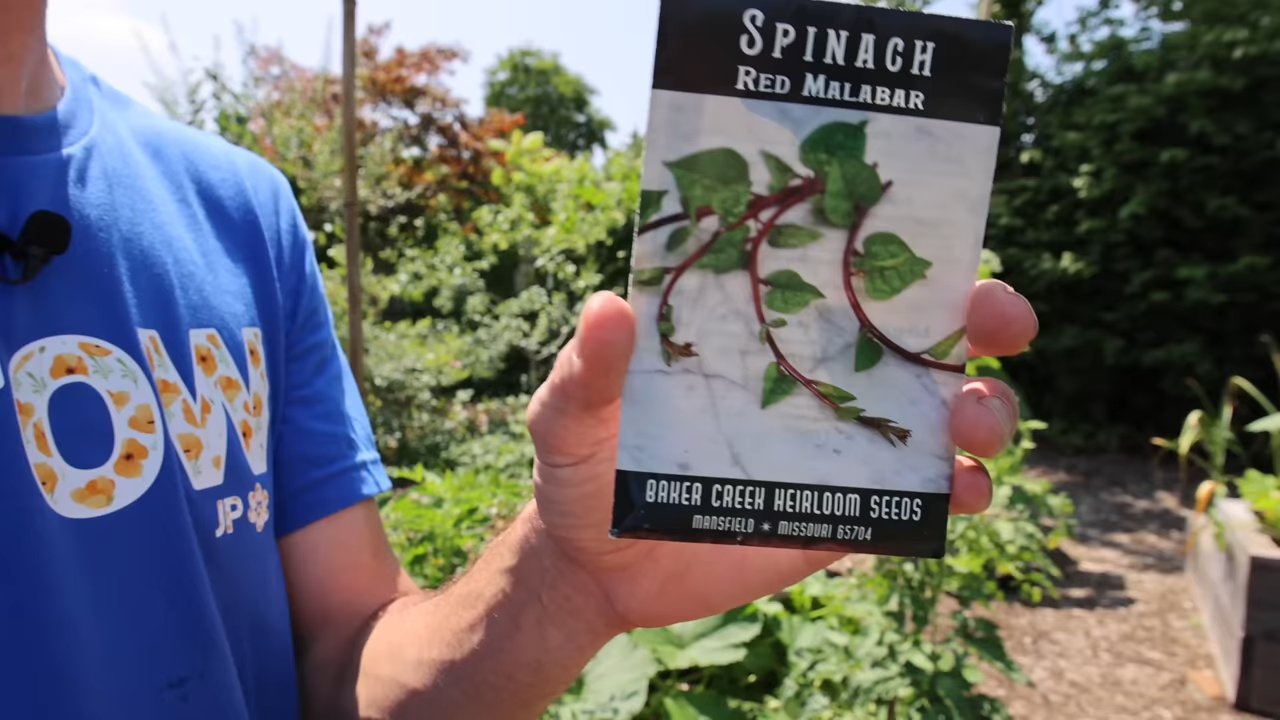 SPINACH
RED MALABAR
OW
JP
BAKER CREEK HEIRLOOM SEEDS
MANSFIELD ✴ MISSOURI 65704